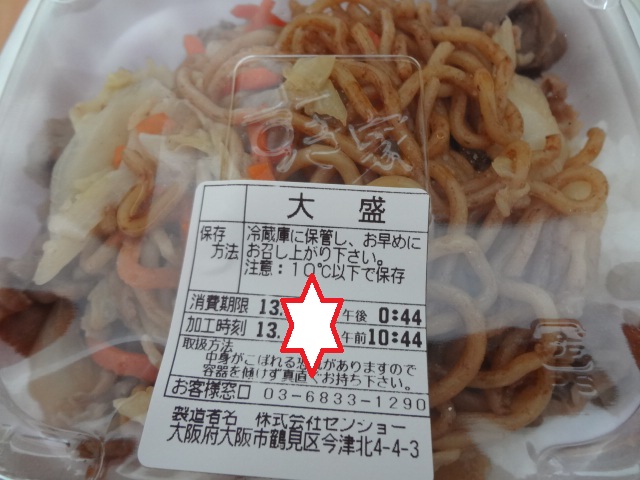 すき家
大盛
保存方法 冷蔵庫に保管し、お早めに
お召し上がり下さい。
注意:10℃以下で保存
消費期限 13. 午後 0:44
加工時刻 13. 午前 10:44
取扱方法
中身がこぼれる がありますので
容器を傾けず真直ぐお持ち下さい。
お客様窓口 03-6833-1290
製造者名 株式会社ゼンショー
大阪府大阪市鶴見区今津北4-4-3